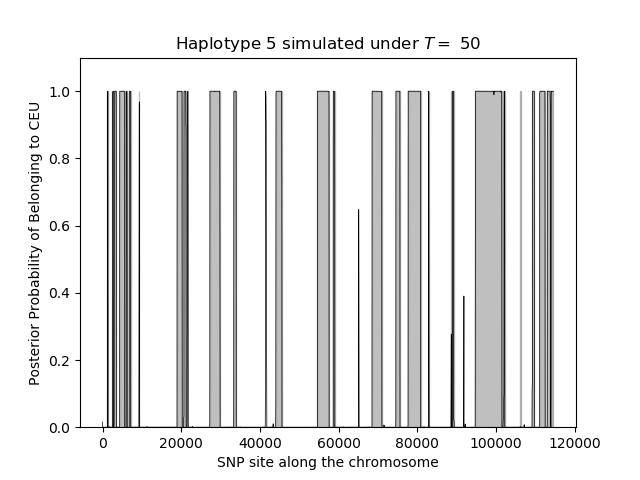 Haplotype 5 simulated under T = 50
Posterior Probability of Belonging to CEU
1.0
0.8
0.6
0.4
0.2
0.0
0 20000 40000 60000 80000 100000 120000
SNP site along the chromosome